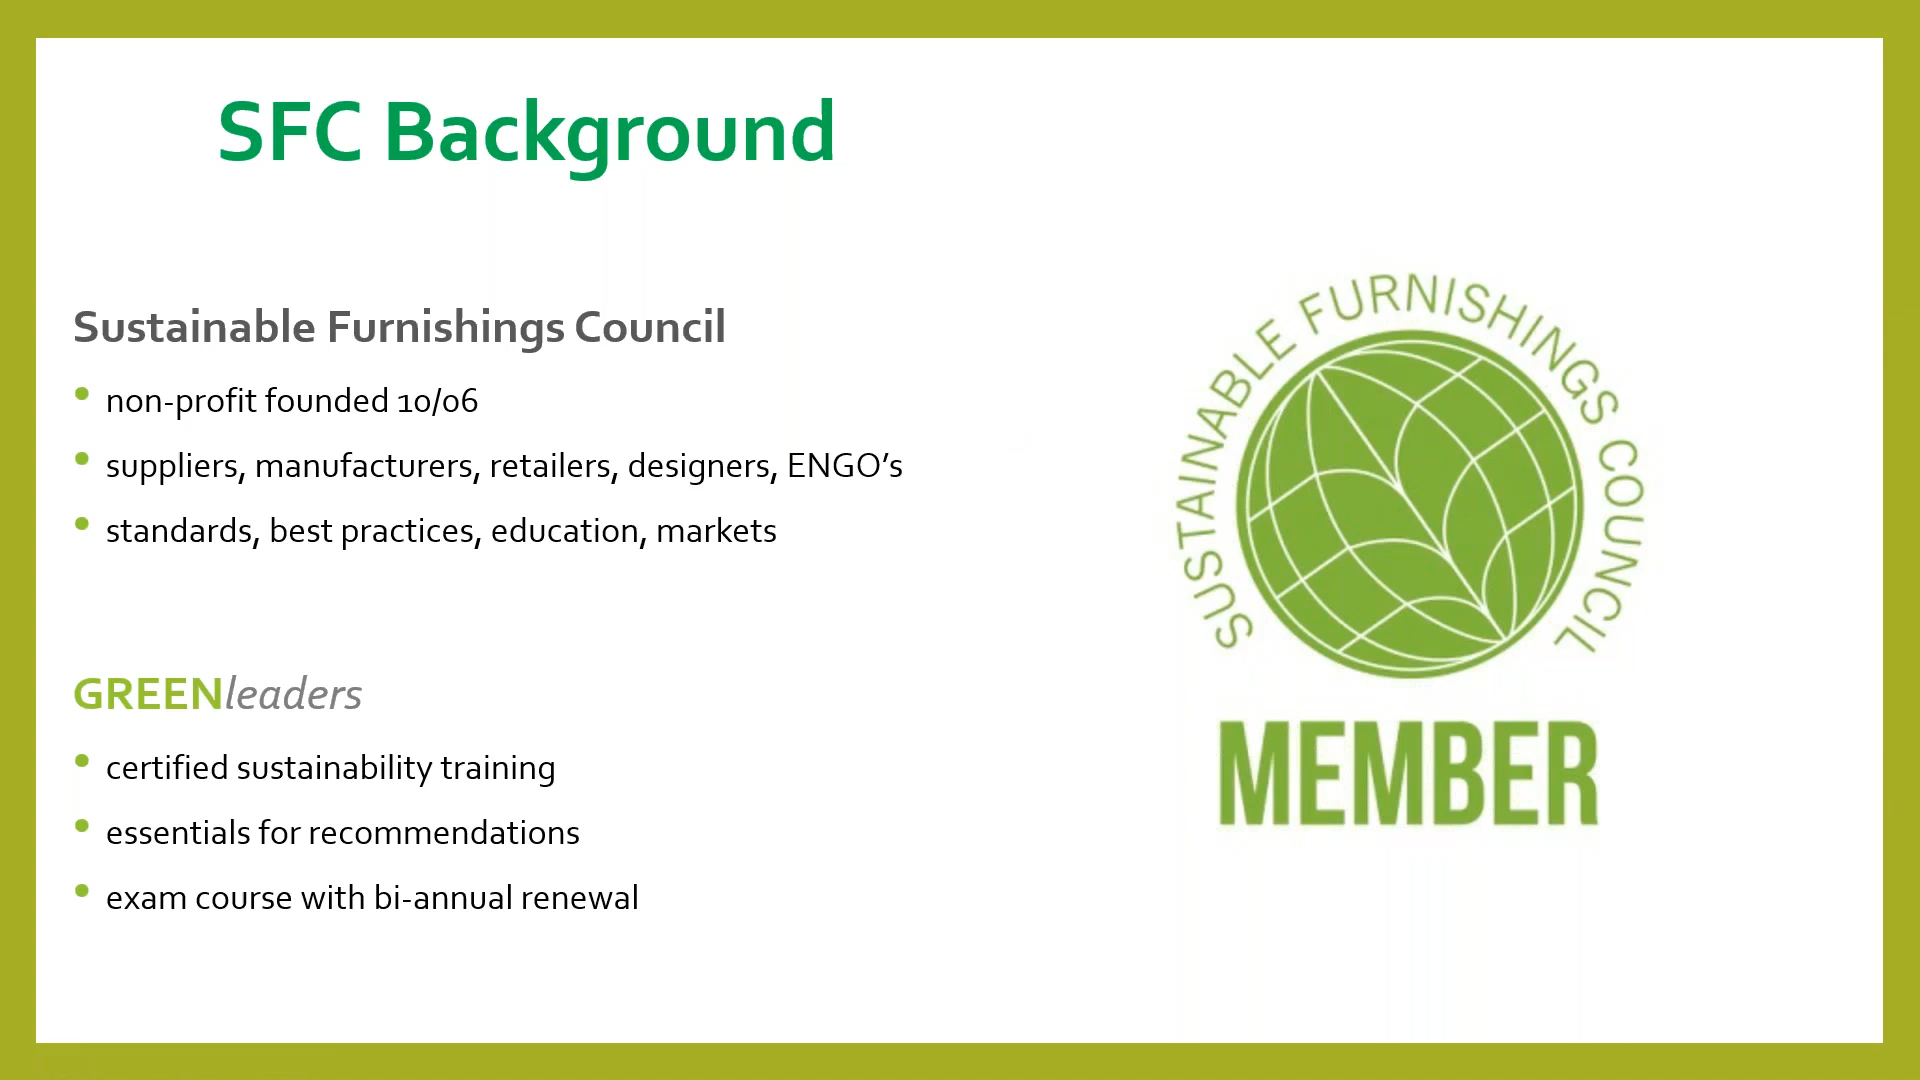 SFC Background
Sustainable Furnishings Council
• non-profit founded 10/06
• suppliers, manufacturers, retailers, designers, ENGO’s
• standards, best practices, education, markets
GREENleaders
• certified sustainability training
• essentials for recommendations
• exam course with bi-annual renewal
SUSTAINABLE FURNISHINGS COUNCIL
MEMBER